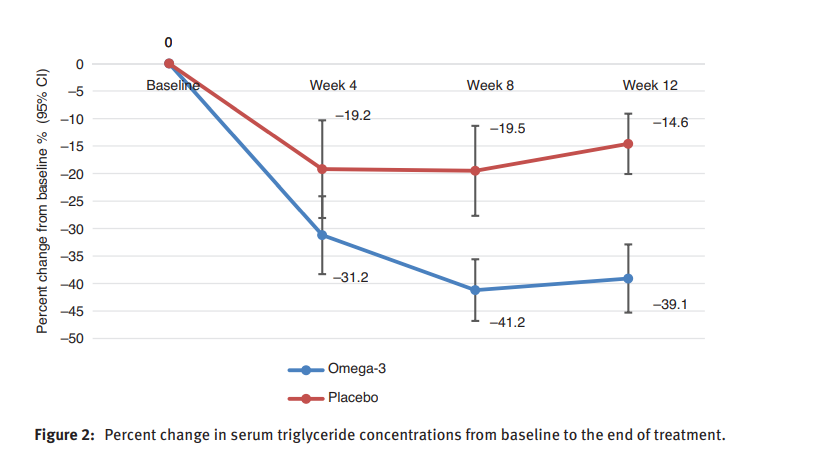 0
Percent change from baseline % (95% CI)
0
–5
–10
–15
–20
–25
–30
–35
–40
–45
–50
Baseline
Week 4
Week 8
Week 12
–19.2
–19.5
–14.6
–31.2
–41.2
–39.1
Omega-3
Placebo
Figure 2: Percent change in serum triglyceride concentrations from baseline to the end of treatment.